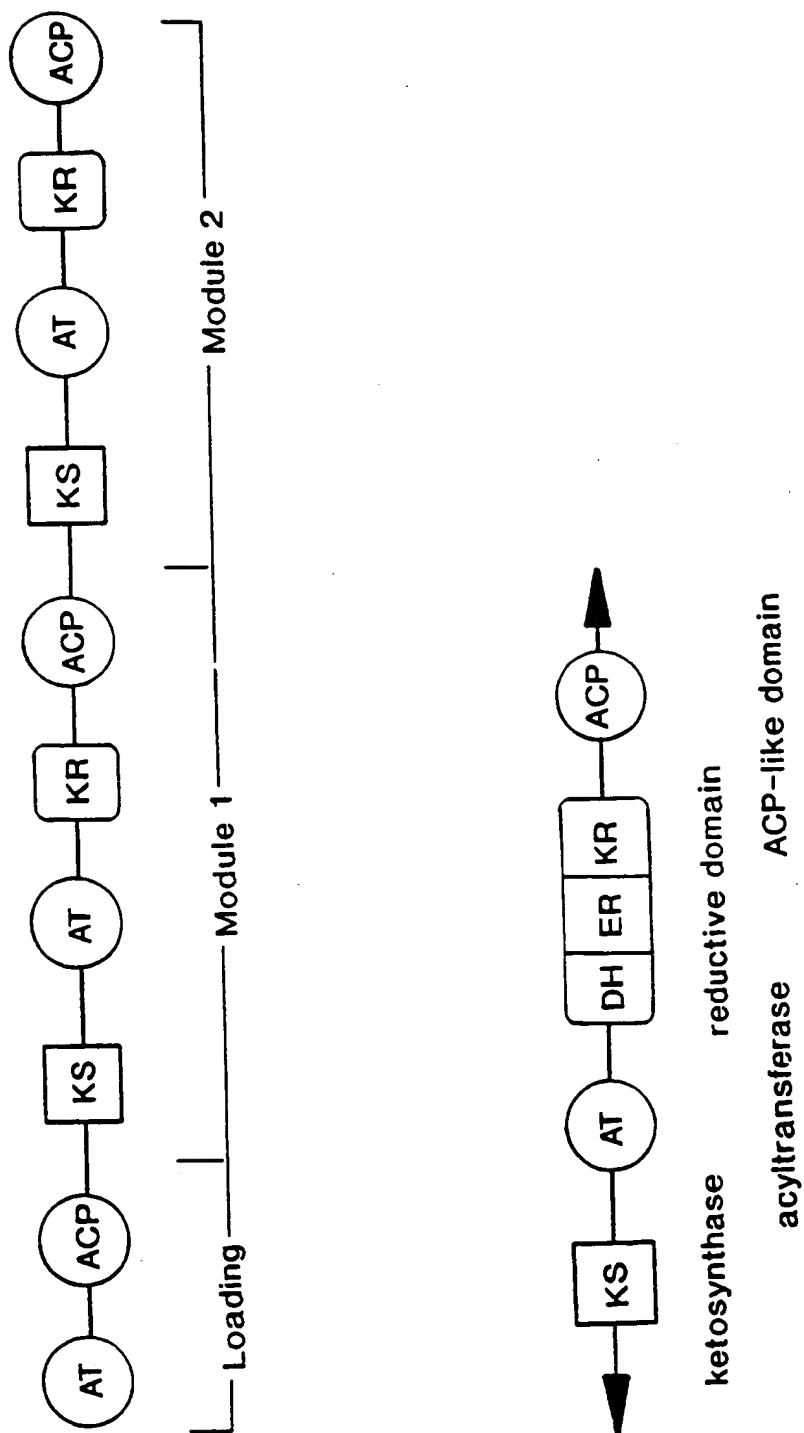 AT ACP KS AT KR ACP KS AT KR ACP
Loading Module 1 Module 2
KS AT DH ER KR ACP
ketosynthase reductive domain
acyltransferase ACP-like domain